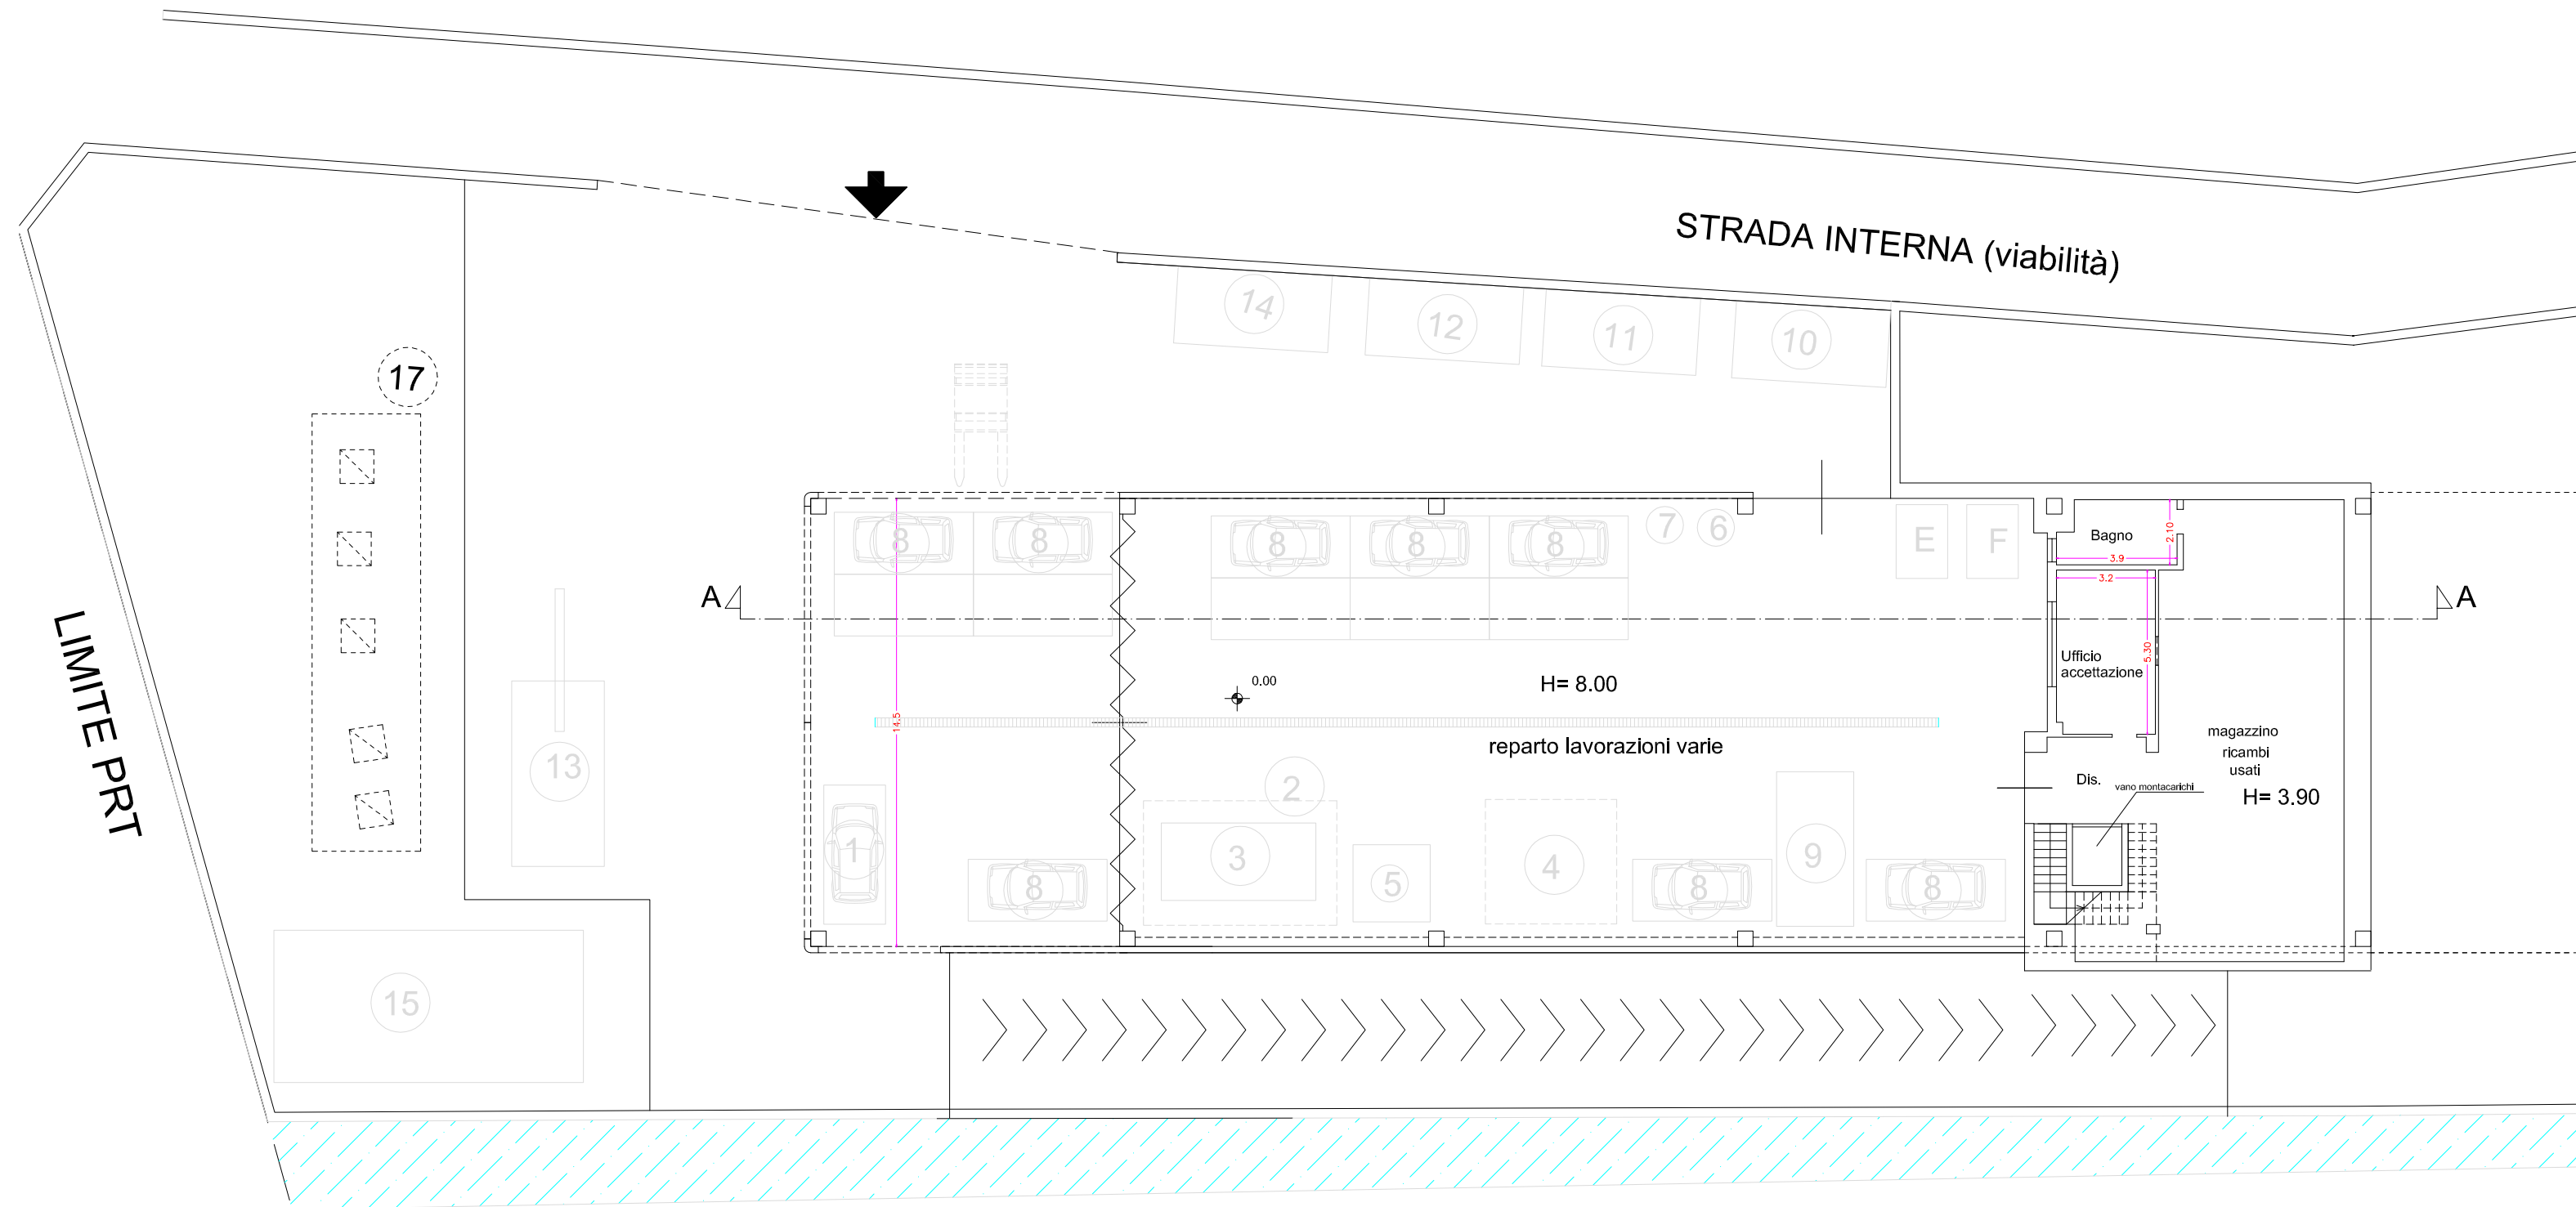 STRADA INTERNA (viabilità)
14
12
11
10
17
8
8
8
8
8
7
6
E
F
Bagno
2.10
3.9
3.2
A
A
LIMITE PRT
Ufficio
accettazione
5.30
0.00
H= 8.00
14.5
reparto lavorazioni varie
magazzino
ricambi
usati
H= 3.90
Dis.
vano montacarichi
13
2
1
3
4
5
9
8
8
8
15